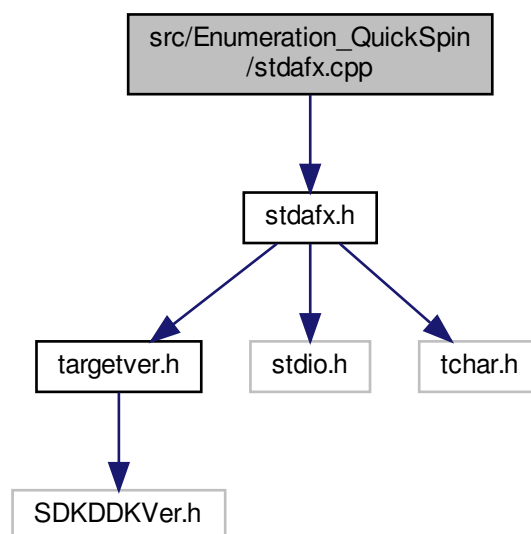 src/Enumeration_QuickSpin
/stdafx.cpp
stdafx.h
targetver.h
stdio.h
tchar.h
SDKDDKVer.h